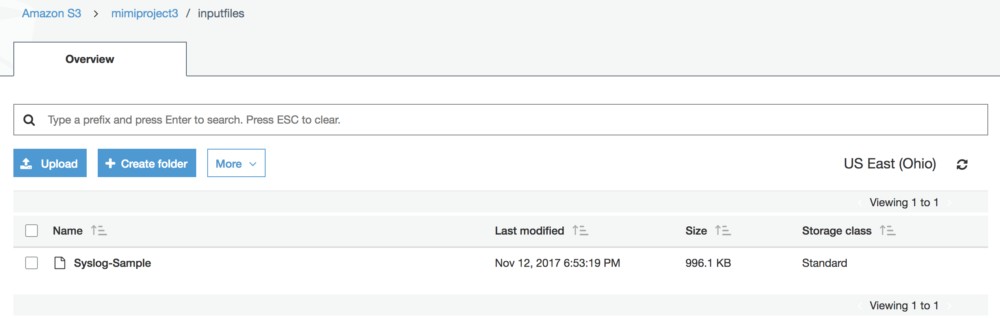 Amazon S3 > mimiproject3 / inputfiles
Overview
Type a prefix and press Enter to search. Press ESC to clear.
Upload Create folder More US East (Ohio)
Viewing 1 to 1
Name Last modified Size Storage class
Syslog-Sample Nov 12, 2017 6:53:19 PM 996.1 KB Standard
Viewing 1 to 1